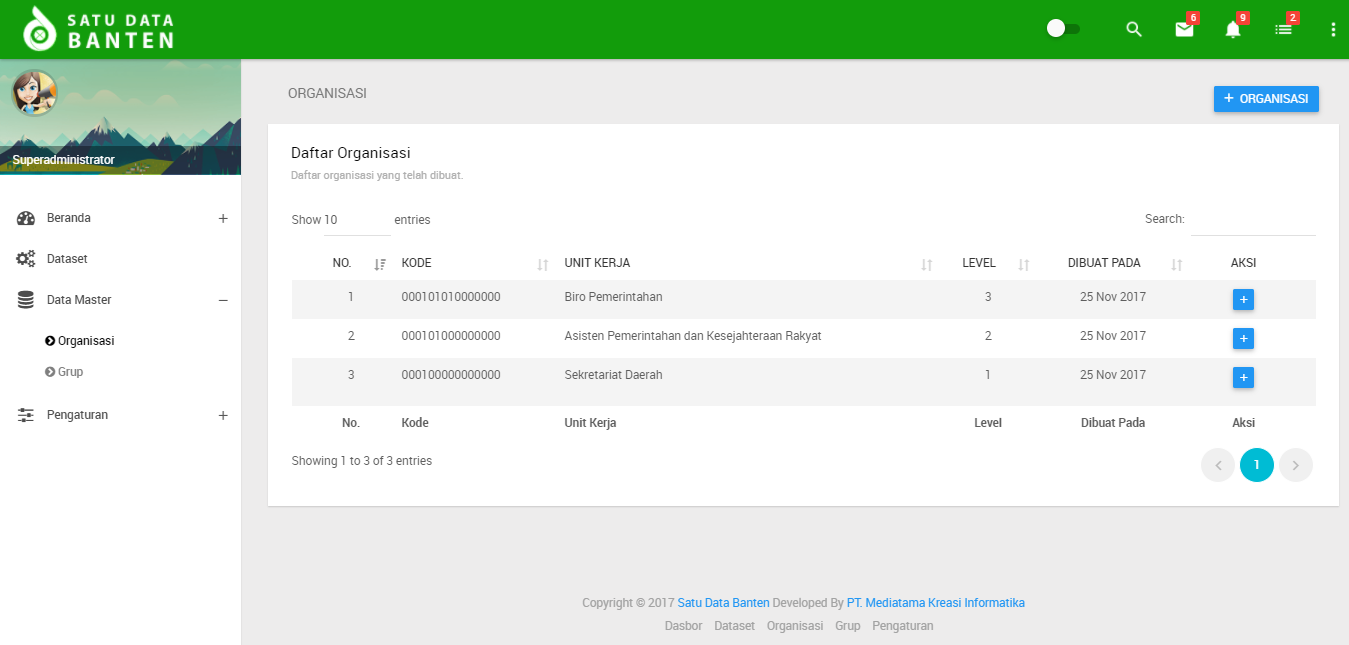 SATU DATA
BANTEN
6
9
2
Superadministrator
Beranda
Dataset
Data Master
Organisasi
Grup
Pengaturan
ORGANISASI
+ ORGANISASI
Daftar Organisasi
Daftar organisasi yang telah dibuat.
Show 10 entries
Search:
NO. KODE UNIT KERJA LEVEL DIBUAT PADA AKSI
1 000101010000000 Biro Pemerintahan 3 25 Nov 2017 +
2 000101000000000 Asisten Pemerintahan dan Kesejahteraan Rakyat 2 25 Nov 2017 +
3 000100000000000 Sekretariat Daerah 1 25 Nov 2017 +
No. Kode Unit Kerja Level Dibuat Pada Aksi
Showing 1 to 3 of 3 entries
1
Copyright © 2017 Satu Data Banten Developed By PT. Mediatama Kreasi Informatika
Dasbor Dataset Organisasi Grup Pengaturan